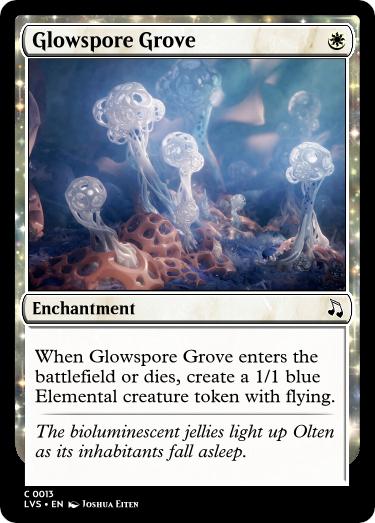 Glowspore Grove
Enchantment
When Glowspore Grove enters the
battlefield or dies, create a 1/1 blue
Elemental creature token with flying.
The bioluminescent jellies light up Olten
as its inhabitants fall asleep.
C 0013
LVS • EN Joshua Eiten